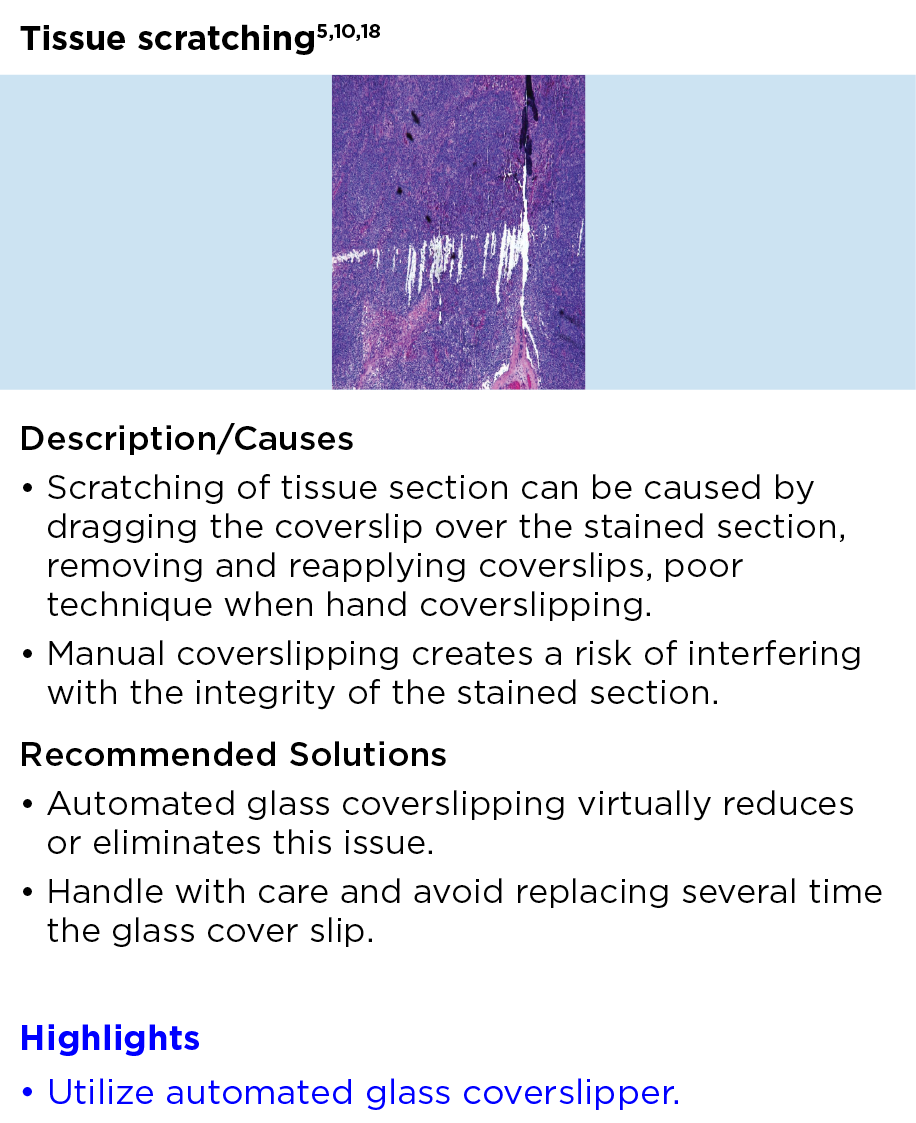 Tissue scratching5,10,18
Description/Causes
• Scratching of tissue section can be caused by
dragging the coverslip over the stained section,
removing and reapplying coverslips, poor
technique when hand coverslipping.
• Manual coverslipping creates a risk of interfering
with the integrity of the stained section.
Recommended Solutions
• Automated glass coverslipping virtually reduces
or eliminates this issue.
• Handle with care and avoid replacing several time
the glass cover slip.
Highlights
• Utilize automated glass coverslipper.